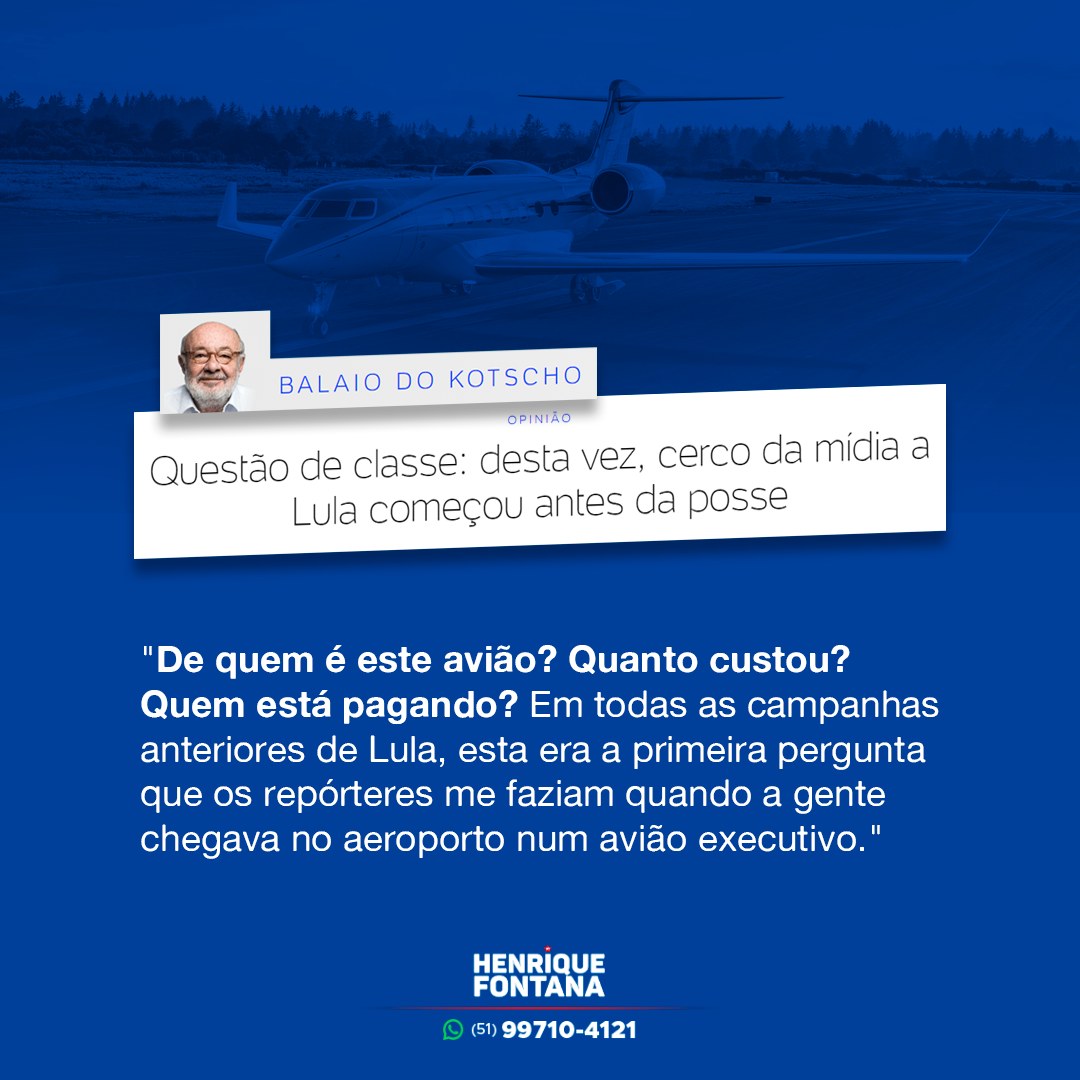 BALAIO DO KOTSCHO
OPINIÃO
Questão de classe: desta vez, cerco da mídia a
Lula começou antes da posse
"De quem é este avião? Quanto custou?
Quem está pagando? Em todas as campanhas
anteriores de Lula, esta era a primeira pergunta
que os repórteres me faziam quando a gente
chegava no aeroporto num avião executivo."
HENRIQUE
FONTANA
(51) 99710-4121